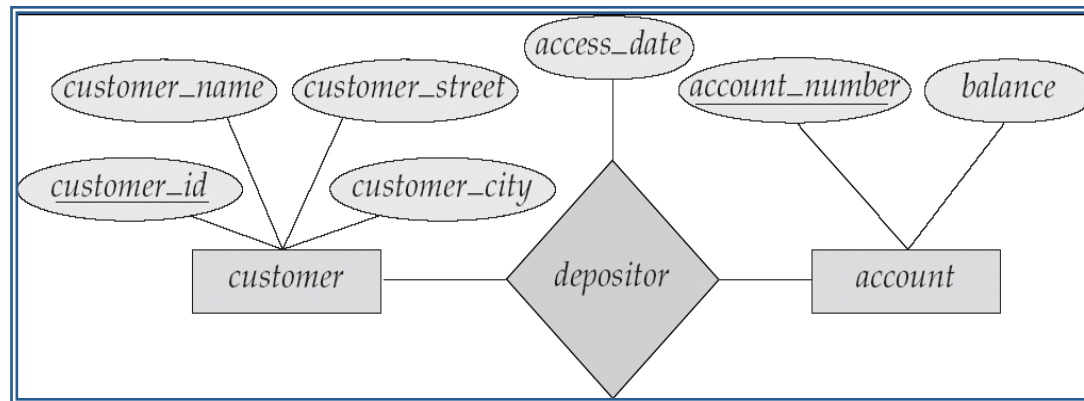 access_date
customer_name
customer_street
account_number
balance
customer_id
customer_city
customer
depositor
account